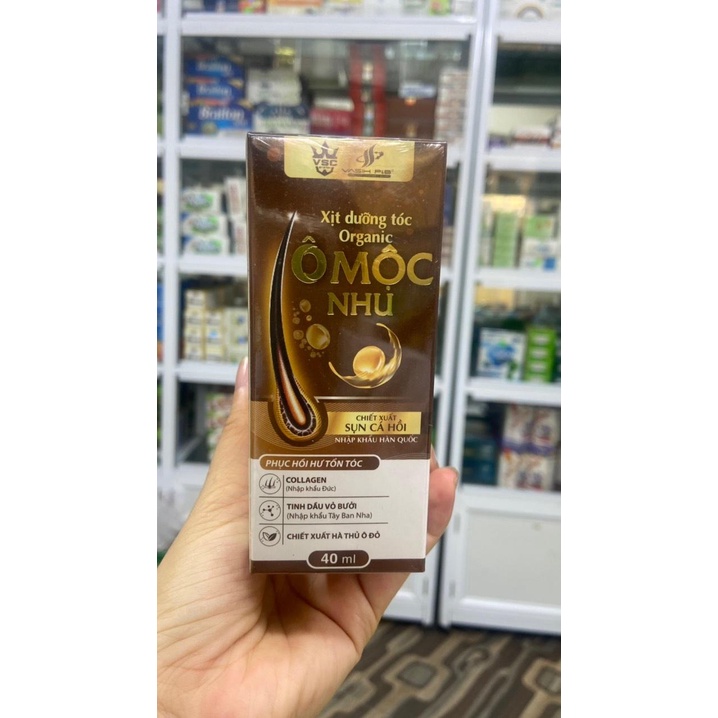 VSC
Xịt dưỡng tóc
Organic
Ô MỘC
NHU
CHIẾT XUẤT
SỤN CÁ HỒI
NHẬP KHẨU HÀN QUỐC
PHỤC HỒI HƯ TỔN TÓC
COLLAGEN
(Nhập khẩu Đức)
TINH DẦU VỎ BƯỞI
(Nhập khẩu Tây Ban Nha)
CHIẾT XUẤT HÀ THỦ Ô ĐỎ
40 ml